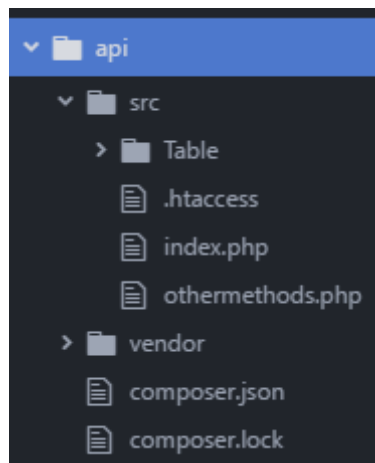 api
src
Table
.htaccess
index.php
othermethods.php
vendor
composer.json
composer.lock